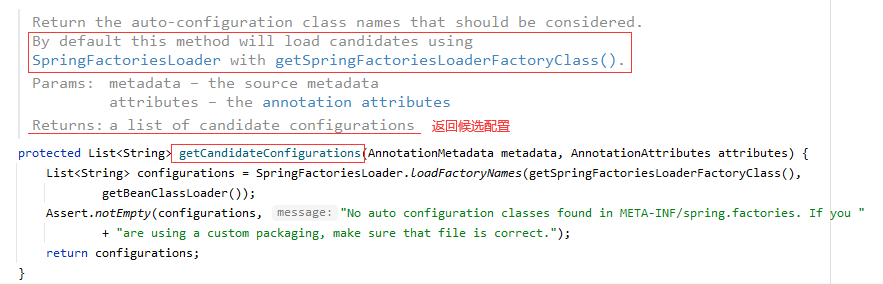 Return the auto-configuration class names that should be considered.
By default this method will load candidates using
SpringFactoriesLoader with getSpringFactoriesLoaderFactoryClass().
Params: metadata – the source metadata
attributes – the annotation attributes
Returns: a list of candidate configurations 返回候选配置
protected List<String> getCandidateConfigurations(AnnotationMetadata metadata, AnnotationAttributes attributes) {
List<String> configurations = SpringFactoriesLoader.loadFactoryNames(getSpringFactoriesLoaderFactoryClass(),
getBeanClassLoader());
Assert.notEmpty(configurations, message: "No auto configuration classes found in META-INF/spring.factories. If you "
+ "are using a custom packaging, make sure that file is correct.");
return configurations;
}